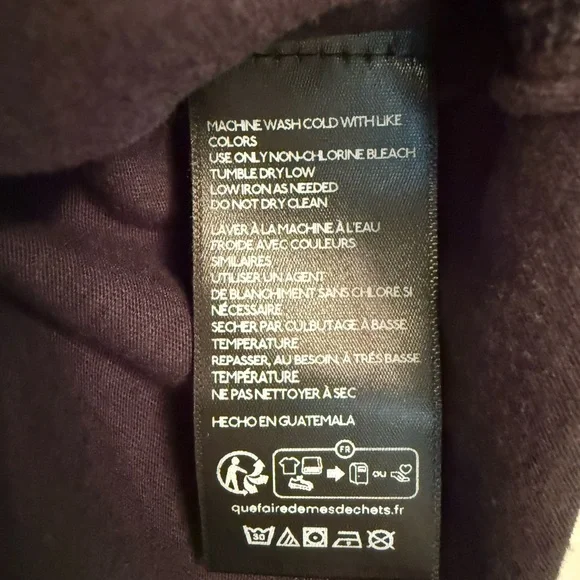 MACHINE WASH COLD WITH LIKE
COLORS
USE ONLY NON-CHLORINE BLEACH
TUMBLE DRY LOW
LOW IRON AS NEEDED
DO NOT DRY CLEAN
LAVER À LA MACHINE À L'EAU
FROIDE AVEC COULEURS
SIMILAIRES
UTILISER UN AGENT
DE BLANCHIMENT SANS CHLORE SI
NÉCESSAIRE
SECHER PAR CULBUTAGE À BASSE
TEMPERATURE
REPASSER, AU BESOIN, À TRÉS BASSE
TEMPÉRATURE
NE PAS NETTOYER À SEC
HECHO EN GUATEMALA
FR
ou
quefairedemesdechets.fr
30